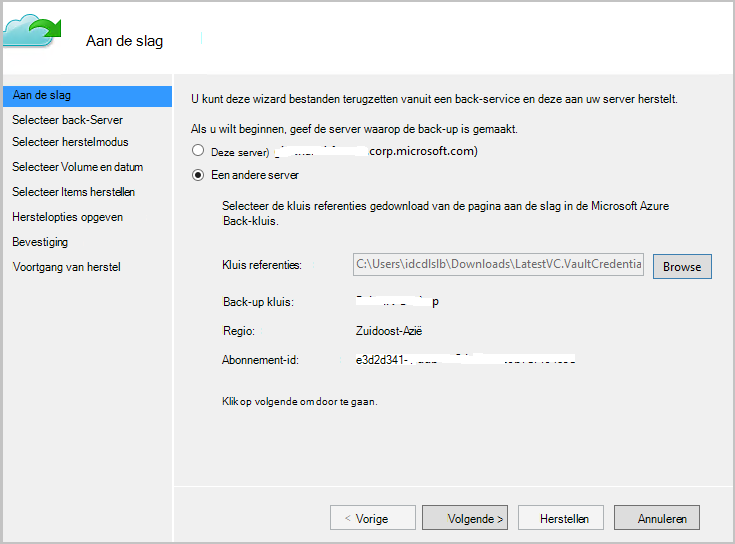 Aan de slag
Aan de slag
Selecteer back-Server
Selecteer herstelmodus
Selecteer Volume en datum
Selecteer Items herstellen
Herstelopties opgeven
Bevestiging
Voortgang van herstel
U kunt deze wizard bestanden terugzetten vanuit een back-service en deze aan uw server herstelt.
Als u wilt beginnen, geef de server waarop de back-up is gemaakt.
Deze server) corp.microsoft.com)
Een andere server
Selecteer de kluis referenties gedownload van de pagina aan de slag in de Microsoft Azure
Back-kluis.
Kluis referenties: C:\Users\idcdlslb\Downloads\LatestVC.VaultCredentia Browse
Back-up kluis: p
Regio: Zuidoost-Azië
Abonnement-id: e3d2d341-
Klik op volgende om door te gaan.
< Vorige Volgende > Herstellen Annuleren